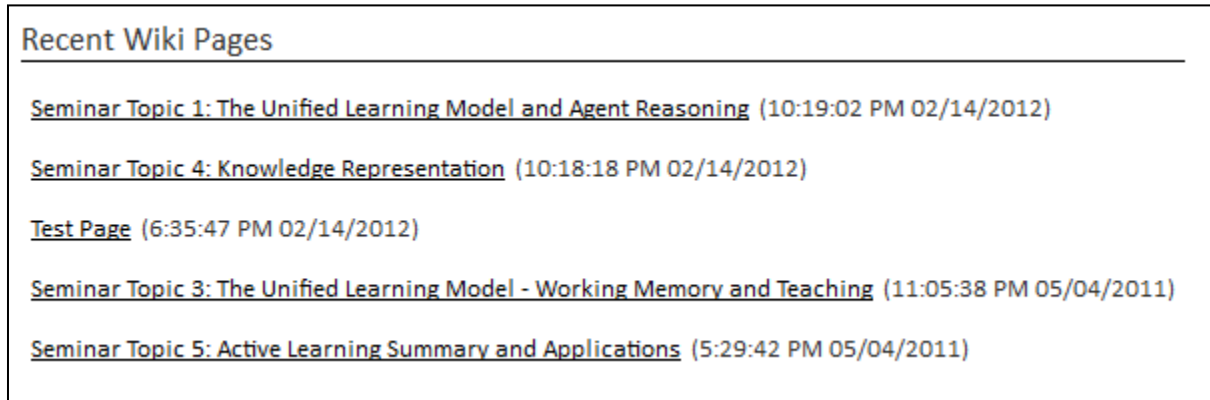 Recent Wiki Pages
Seminar Topic 1: The Unified Learning Model and Agent Reasoning (10:19:02 PM 02/14/2012)
Seminar Topic 4: Knowledge Representation (10:18:18 PM 02/14/2012)
Test Page (6:35:47 PM 02/14/2012)
Seminar Topic 3: The Unified Learning Model - Working Memory and Teaching (11:05:38 PM 05/04/2011)
Seminar Topic 5: Active Learning Summary and Applications (5:29:42 PM 05/04/2011)